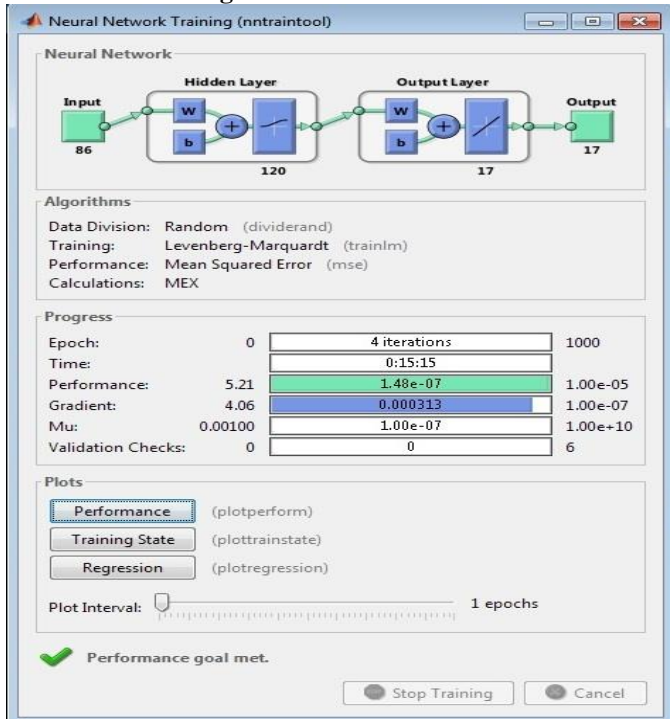 Neural Network Training (nntraintool)
Neural Network
Hidden Layer
Output Layer
Input
W
b
+
W
b
+
Output
86
120
17
17
Algorithms
Data Division: Random (dividerand)
Training: Levenberg-Marquardt (trainlm)
Performance: Mean Squared Error (mse)
Calculations: MEX
Progress
Epoch: 0 4 iterations 1000
Time: 0:15:15
Performance: 5.21 1.48e-07 1.00e-05
Gradient: 4.06 0.000313 1.00e-07
Mu: 0.00100 1.00e-07 1.00e+10
Validation Checks: 0 0 6
Plots
Performance (plotperform)
Training State (plottrainstate)
Regression (plotregression)
Plot Interval: 1 epochs
Performance goal met.
Stop Training Cancel